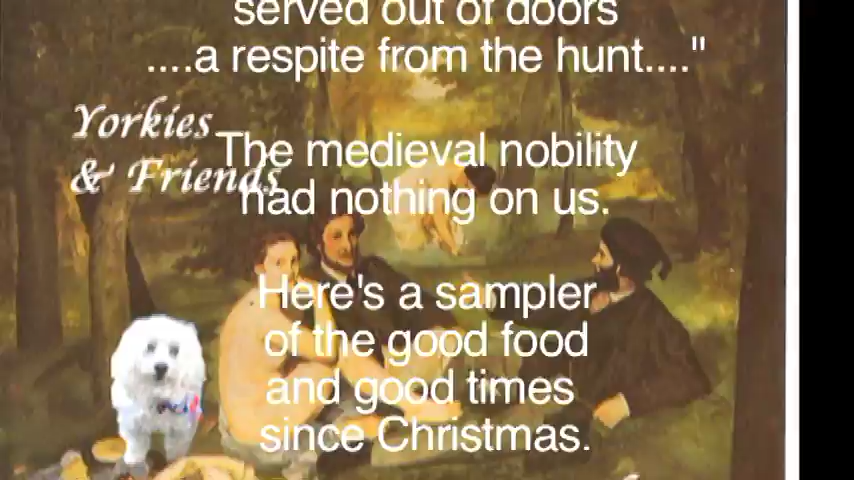 served out of doors
....a respite from the hunt...."
Yorkies
& Friends
The medieval nobility
had nothing on us.
Here's a sampler
of the good food
and good times
since Christmas.